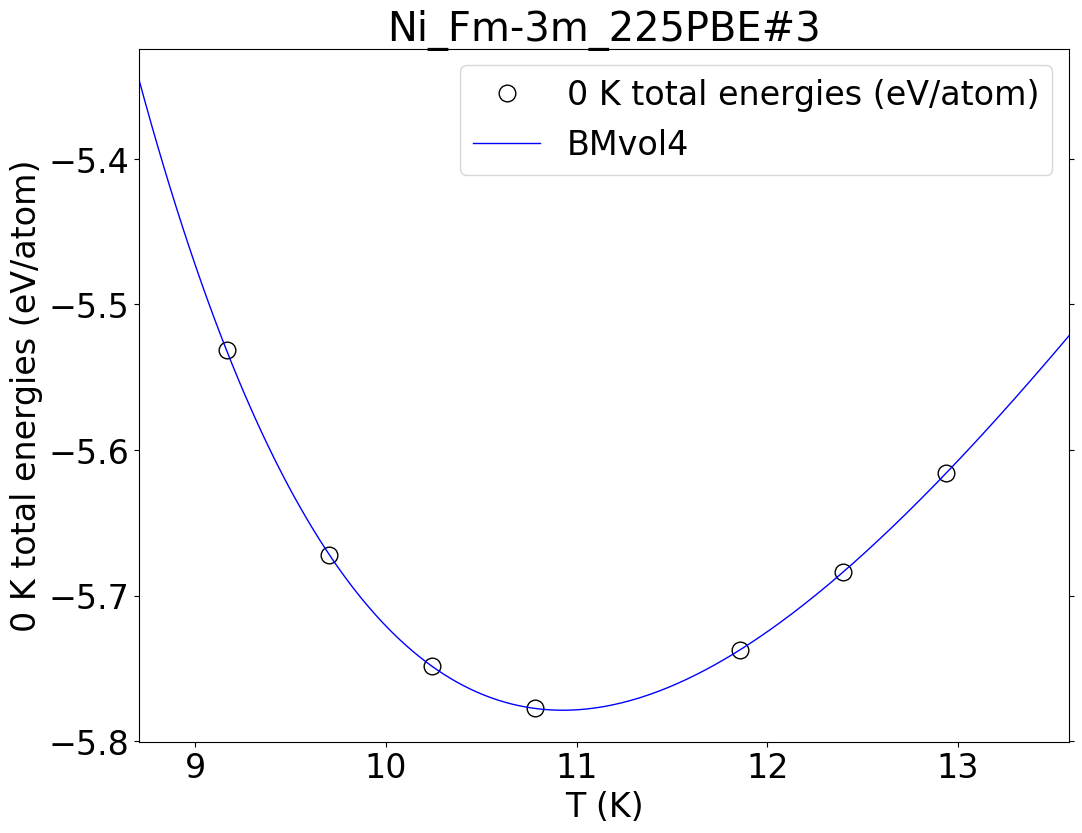 Ni_Fm-3m_225PBE#3
0 K total energies (eV/atom)
BMvol4
0 K total energies (eV/atom)
−5.4
−5.5
−5.6
−5.7
−5.8
9
10
11
12
13
T (K)